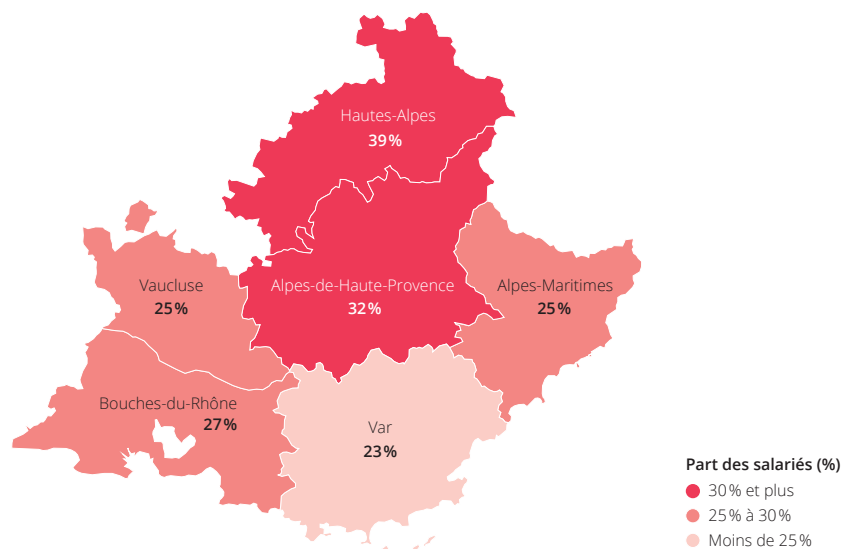 Hautes-Alpes
39 %
Vaucluse
25 %
Alpes-de-Haute-Provence
32 %
Alpes-Maritimes
25 %
Bouches-du-Rhône
27 %
Var
23 %
Part des salariés (%)
30 % et plus
25 % à 30 %
Moins de 25 %